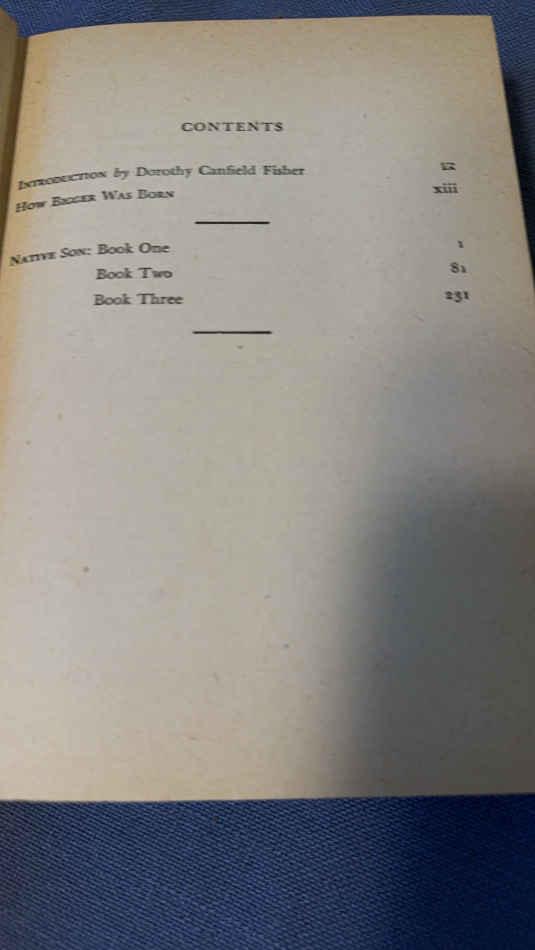 CONTENTS
INTRODUCTION by Dorothy Canfield Fisher ix
HOW BIGGER WAS BORN xiii
NATIVE SON: Book One 1
Book Two 81
Book Three 231